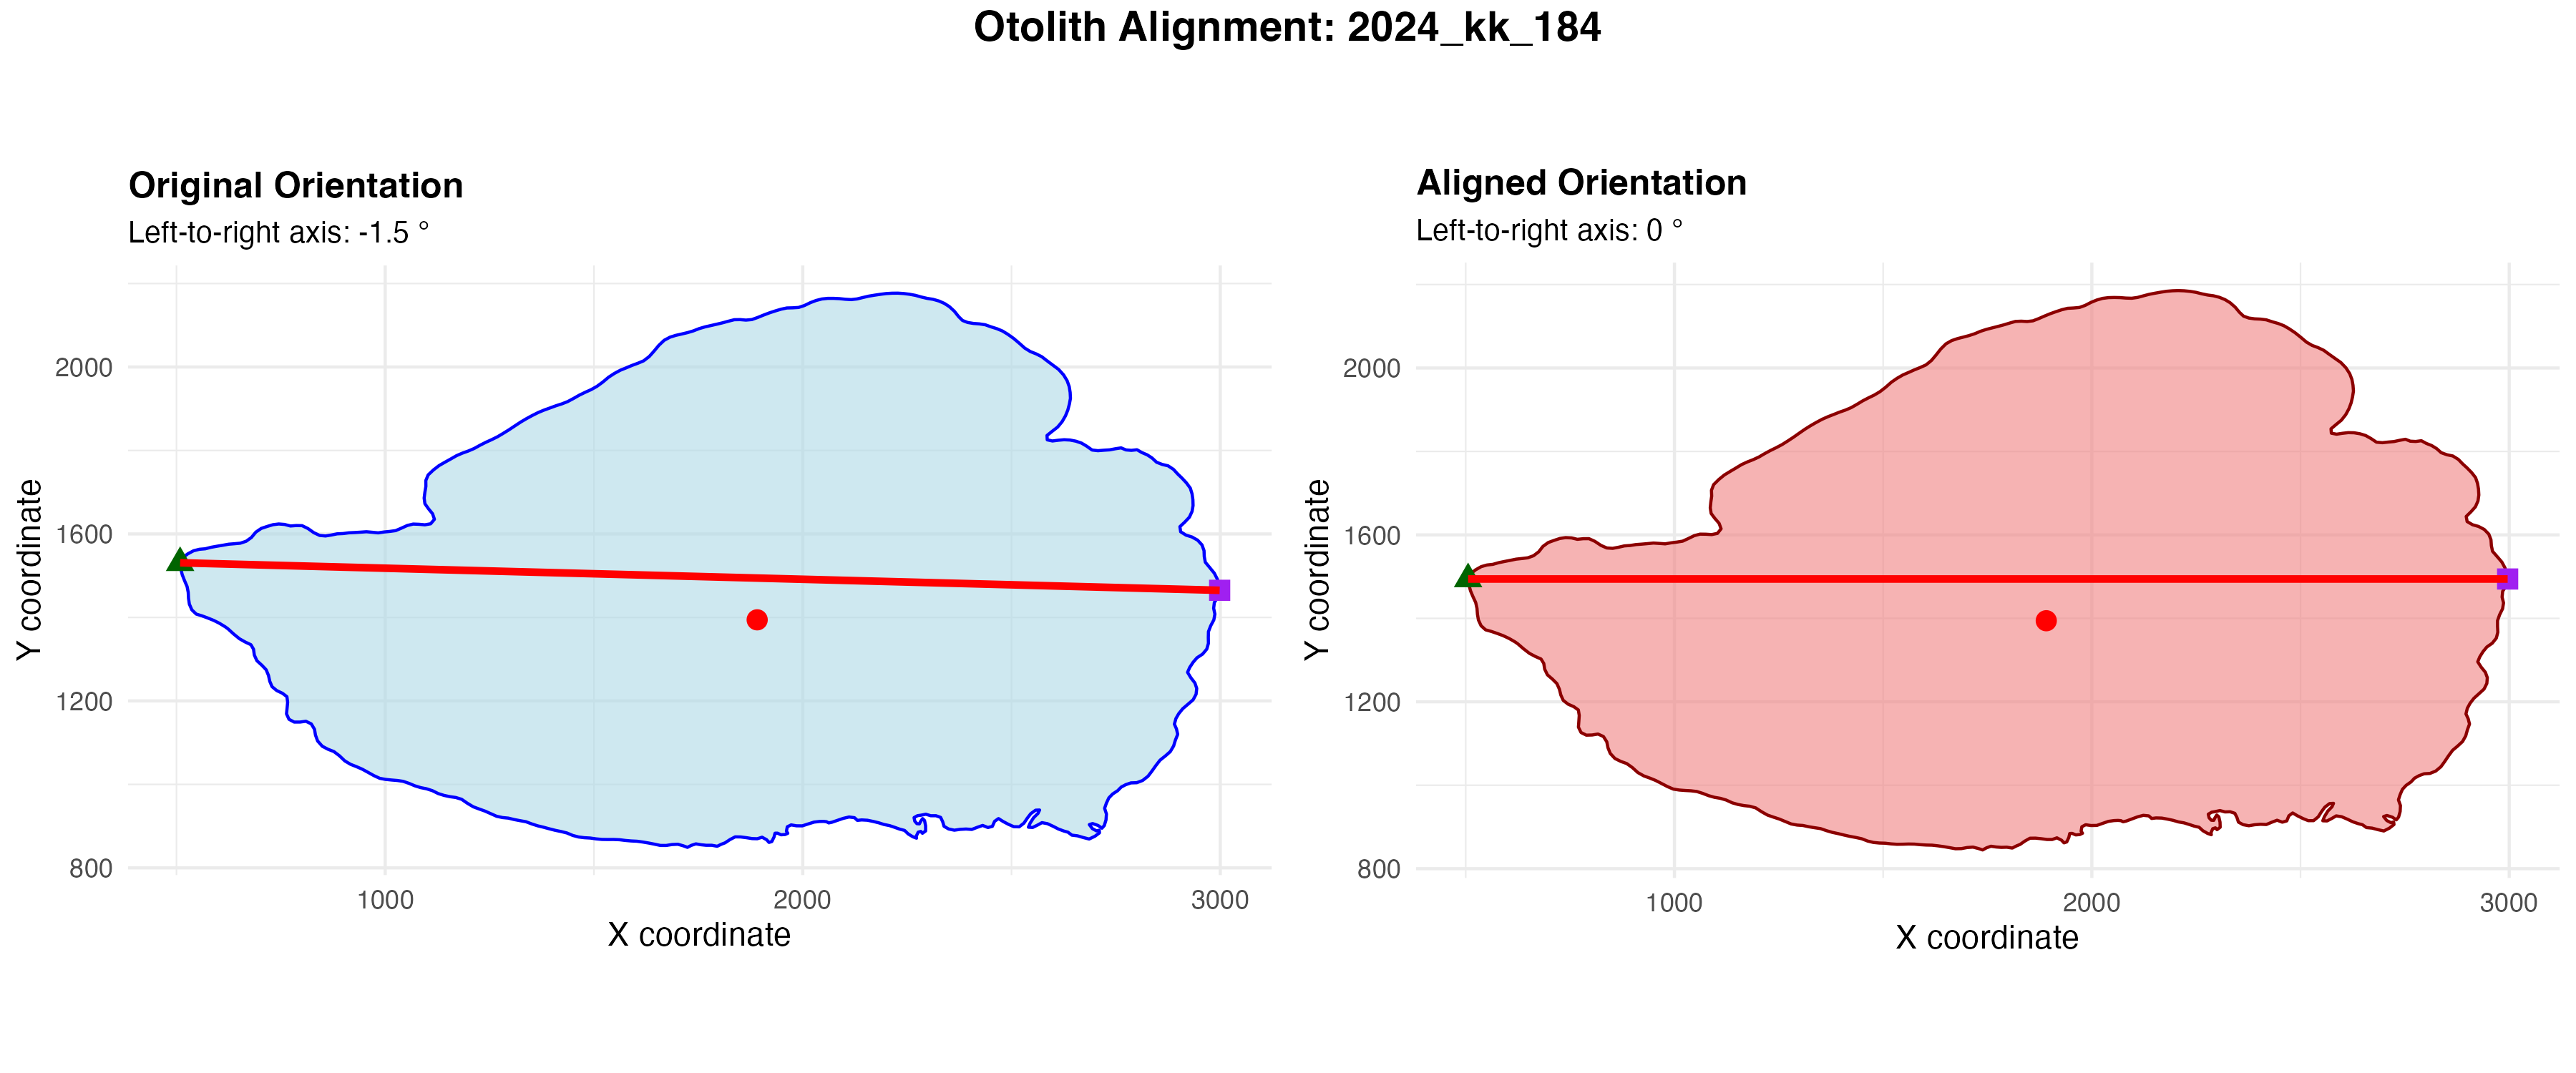 Otolith Alignment: 2024_kk_184
Original Orientation
Left-to-right axis: -1.5 °
Y coordinate
2000
1600
1200
800
1000
2000
3000
X coordinate
Aligned Orientation
Left-to-right axis: 0 °
Y coordinate
2000
1600
1200
800
1000
2000
3000
X coordinate